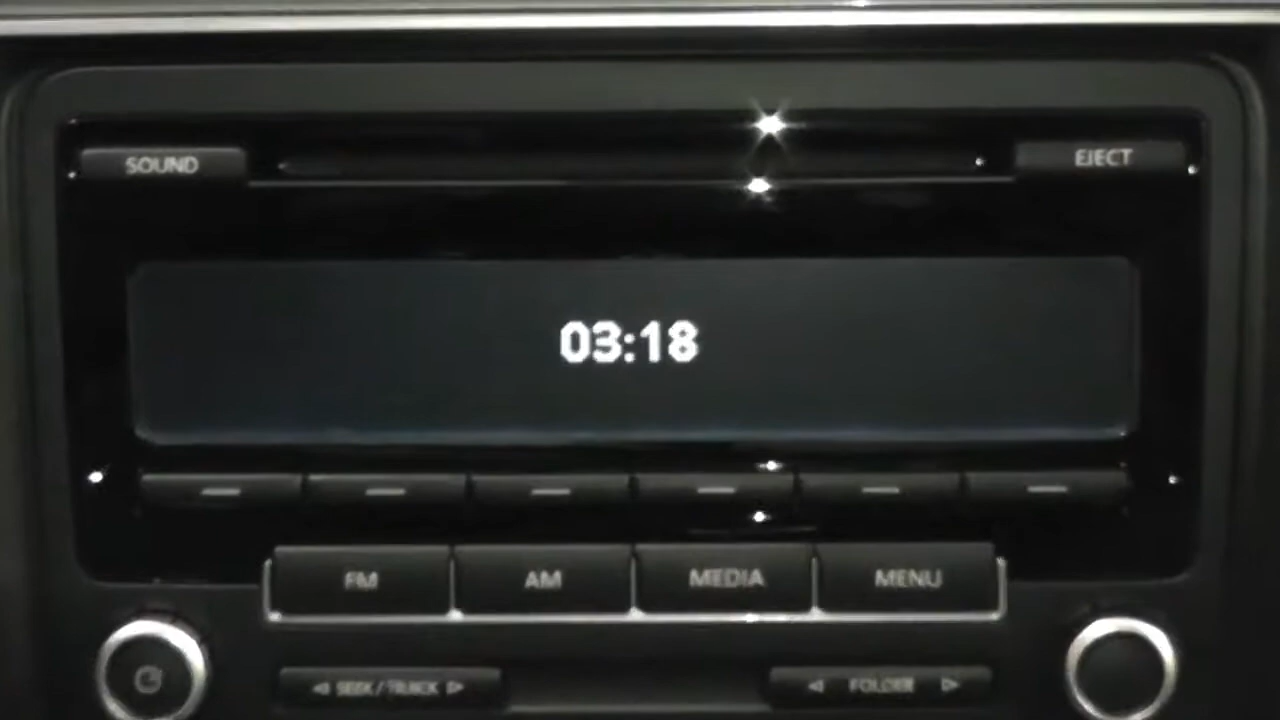 SOUND
EJECT
03:18
FM
AM
MEDIA
MENU
SEEK / TRACK
FOLDER